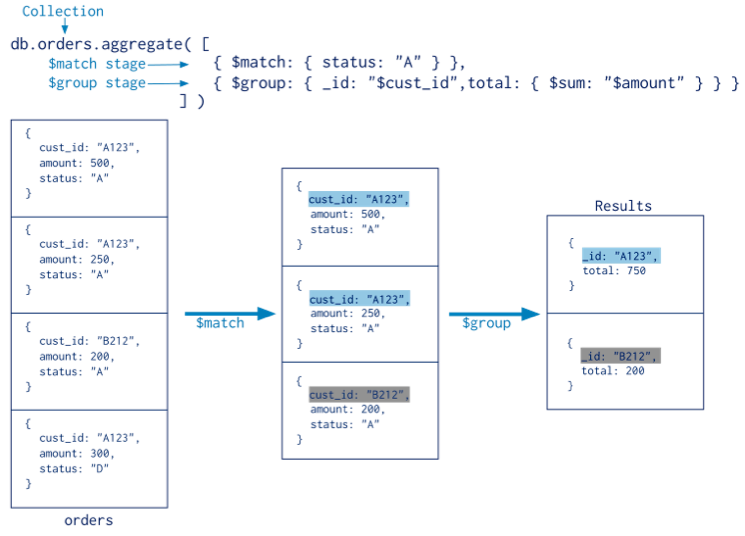 Collection
db.orders.aggregate( [
$match stage { $match: { status: "A" } },
$group stage { $group: { _id: "$cust_id",total: { $sum: "$amount" } } }
] )
{
cust_id: "A123",
amount: 500,
status: "A"
}
{
cust_id: "A123",
amount: 250,
status: "A"
}
{
cust_id: "B212",
amount: 200,
status: "A"
}
{
cust_id: "A123",
amount: 300,
status: "D"
}
orders
$match
{
cust_id: "A123",
amount: 500,
status: "A"
}
{
cust_id: "A123",
amount: 250,
status: "A"
}
{
cust_id: "B212",
amount: 200,
status: "A"
}
$group
Results
{
_id: "A123",
total: 750
}
{
_id: "B212",
total: 200
}